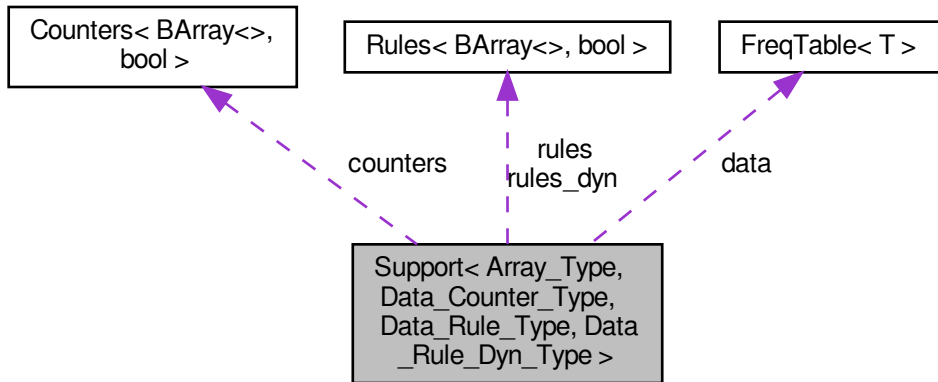 Counters< BArray<>,
bool >
Rules< BArray<>, bool >
FreqTable< T >
counters
rules
rules_dyn
data
Support< Array_Type,
Data_Counter_Type,
Data_Rule_Type, Data
_Rule_Dyn_Type >